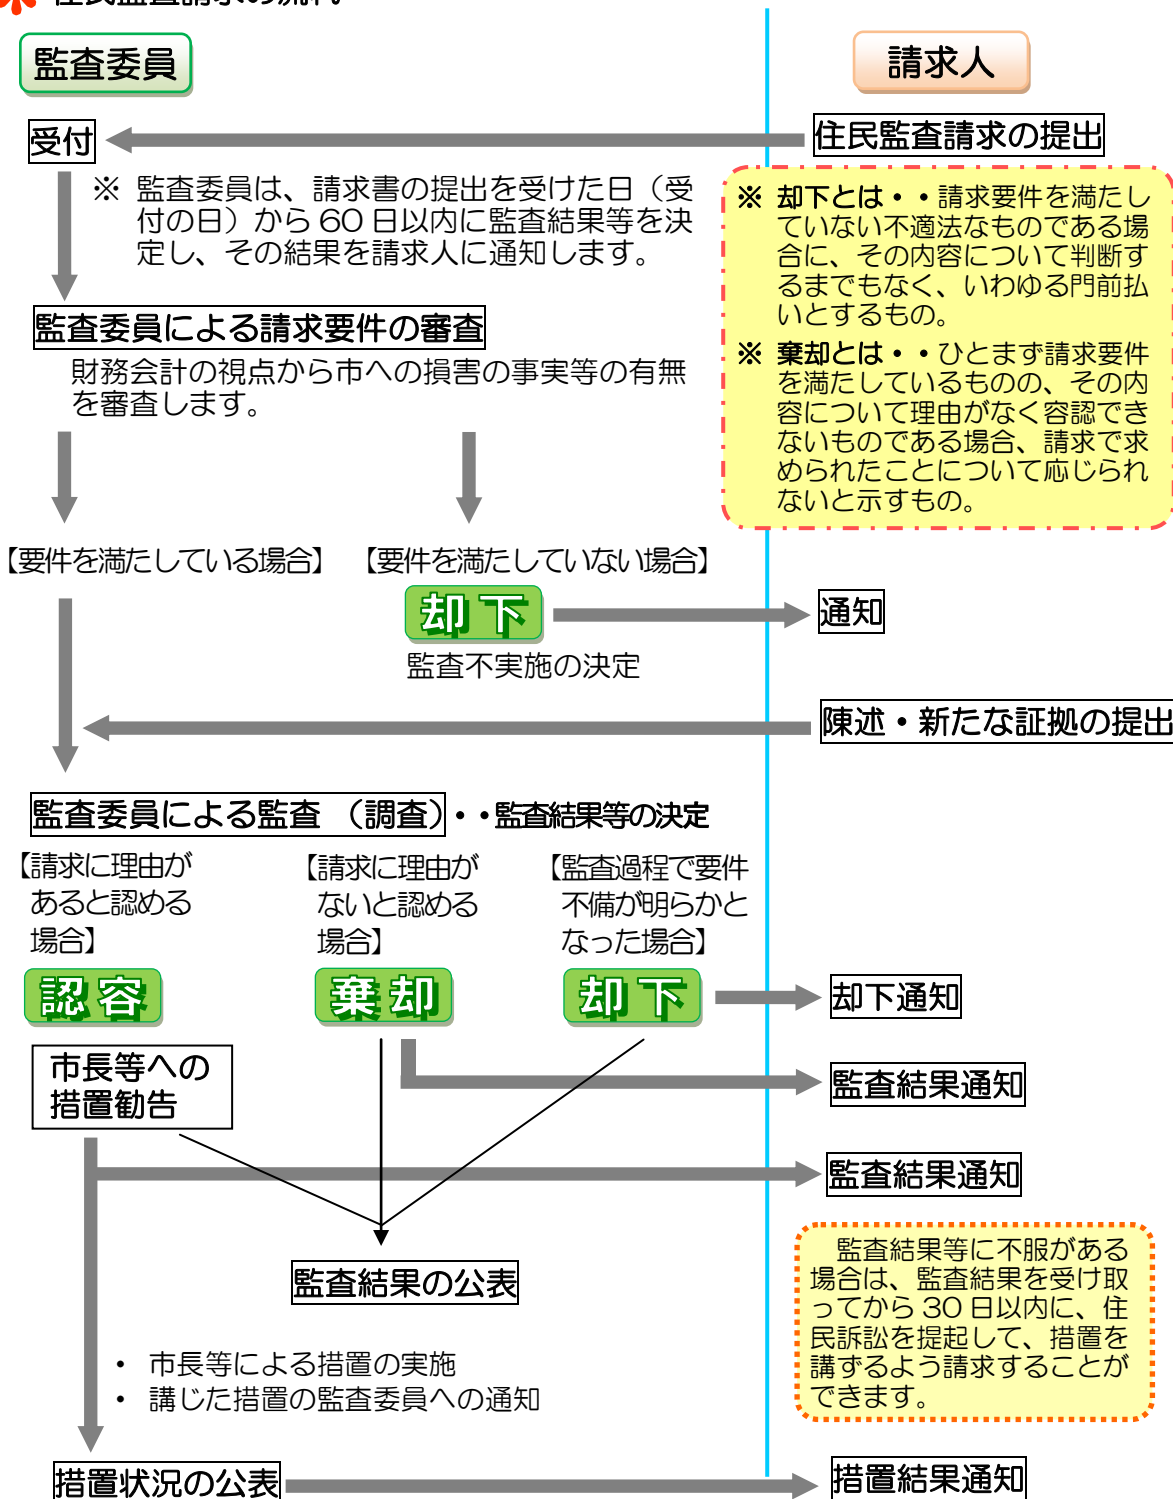 住民監査請求の流れ
監査委員
請求人
受付
住民監査請求の提出
※ 監査委員は、請求書の提出を受けた日（受
付の日）から 60 日以内に監査結果等を決
定し、その結果を請求人に通知します。
※ 却下とは・・請求要件を満たし
ていない不適法なものである場
合に、その内容について判断す
るまでもなく、いわゆる門前払
いとするもの。
※ 棄却とは・・ひとまず請求要件
を満たしているものの、その内
容について理由がなく容認でき
ないものである場合、請求で求
められたことについて応じられ
ないと示すもの。
監査委員による請求要件の審査
財務会計の視点から市への損害の事実等の有無
を審査します。
【要件を満たしている場合】
【要件を満たしていない場合】
却下
監査不実施の決定
通知
陳述・新たな証拠の提出
監査委員による監査 （調査）・・監査結果等の決定
【請求に理由が
あると認める
場合】
【請求に理由が
ないと認める
場合】
【監査過程で要件
不備が明らかと
なった場合】
認容
棄却
却下
却下通知
市長等への
措置勧告
監査結果通知
監査結果通知
監査結果の公表
監査結果等に不服がある
場合は、監査結果を受け取
ってから 30 日以内に、住
民訴訟を提起して、措置を
講ずるよう請求することが
できます。
・ 市長等による措置の実施
・ 講じた措置の監査委員への通知
措置状況の公表
措置結果通知